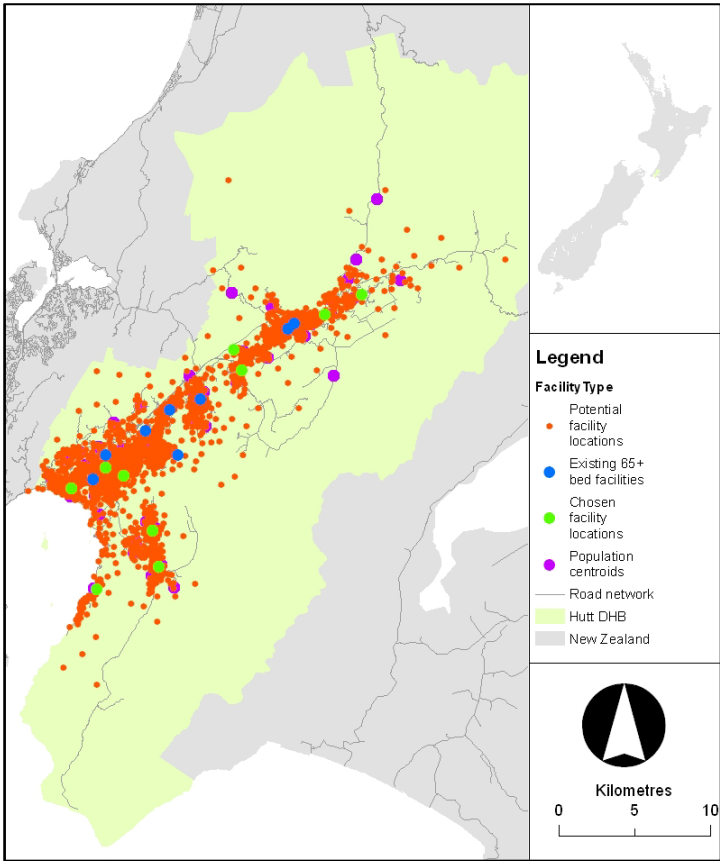 Legend
Facility Type
Potential
facility
locations
Existing 65+
bed facilities
Chosen
facility
locations
Population
centroids
Road network
Hutt DHB
New Zealand
Kilometres
0 5 10